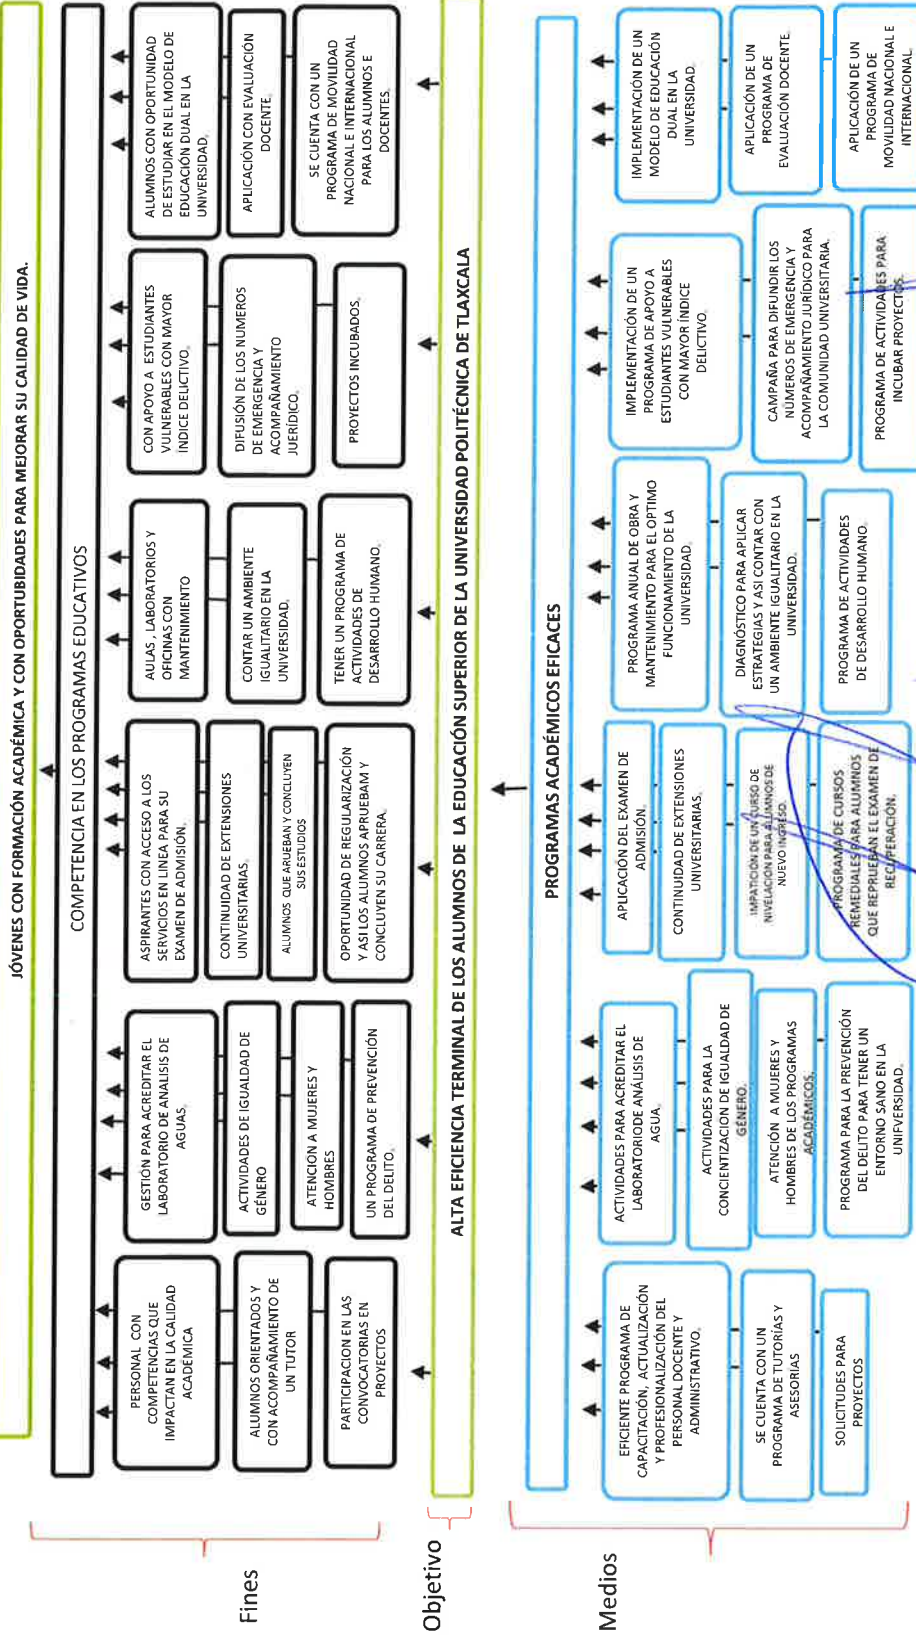 JÓVENES CON FORMACIÓN ACADÉMICA Y CON OPORTUBIDADES PARA MEJORAR SU CALIDAD DE VIDA.
COMPETENCIA EN LOS PROGRAMAS EDUCATIVOS
Fines
PERSONAL CON
COMPETENCIAS QUE
IMPACTAN EN LA CALIDAD
ACADÉMICA
ALUMNOS ORIENTADOS Y
CON ACOMPAÑAMIENTO DE
UN TUTOR
PARTICIPACION EN LAS
CONVOCATORIAS EN
PROYECTOS
GESTIÓN PARA ACREDITAR EL
LABORATORIO DE ANALISIS DE
AGUAS.
ACTIVIDADES DE IGUALDAD DE
GÉNERO
ATENCION A MUJERES Y
HOMBRES
UN PROGRAMA DE PREVENCIÓN
DEL DELITO.
ASPIRANTES CON ACCESO A LOS
SERVICIOS EN LINEA PARA SU
EXAMEN DE ADMISIÓN.
CONTINUIDAD DE EXTENSIONES
UNIVERSITARIAS.
ALUMNOS QUE ARUEBAN Y CONCLUYEN
SUS ESTUDIOS
OPORTUNIDAD DE REGULARIZACIÓN
Y ASI LOS ALUMNOS APRUEBAM Y
CONCLUYEN SU CARRERA.
AULAS , LABORATORIOS Y
OFICINAS CON
MANTENIMIENTO
CONTAR UN AMBIENTE
IGUALITARIO EN LA
UNIVERSIDAD.
TENER UN PROGRAMA DE
ACTIVIDADES DE
DESARROLLO HUMANO.
CON APOYO A ESTUDIANTES
VULNERABLES CON MAYOR
INDICE DELICTIVO.
DIFUSIÓN DE LOS NUMEROS
DE EMERGENCIA Y
ACOMPAÑAMIENTO
JUERÍDICO.
PROYECTOS INCUBADOS.
ALUMNOS CON OPORTUNIDAD
DE ESTUDIAR EN EL MODELO DE
EDUCACIÓN DUAL EN LA
UNIVERSIDAD.
APLICACIÓN CON EVALUACIÓN
DOCENTE.
SE CUENTA CON UN
PROGRAMA DE MOVILIDAD
NACIONAL E INTERNACIONAL
PARA LOS ALUMNOS E
DOCENTES.
Objetivo
ALTA EFICIENCIA TERMINAL DE LOS ALUMNOS DE LA EDUCACIÓN SUPERIOR DE LA UNIVERSIDAD POLITÉCNICA DE TLAXCALA
PROGRAMAS ACADÉMICOS EFICACES
Medios
EFICIENTE PROGRAMA DE
CAPACITACIÓN, ACTUALIZACIÓN
Y PROFESIONALIZACIÓN DEL
PERSONAL DOCENTE Y
ADMINISTRATIVO.
SE CUENTA CON UN
PROGRAMA DE TUTORÍAS Y
ASESORÍAS
SOLICITUDES PARA
PROYECTOS
ACTIVIDADES PARA ACREDITAR EL
LABORATORIODE ANÁLISIS DE
AGUA.
ACTIVIDADES PARA LA
CONCIENTIZACIÓN DE IGUALDAD DE
GÉNERO.
ATENCIÓN A MUJERES Y
HOMBRES DE LOS PROGRAMAS
ACADÉMICOS.
PROGRAMA PARA LA PREVENCIÓN
DEL DELITO PARA TENER UN
ENTORNO SANO EN LA
UNIFVERSIDAD.
APLICACIÓN DEL EXAMEN DE
ADMISIÓN.
CONTINUIDAD DE EXTENSIONES
UNIVERSITARIAS.
IMPATICIÓN DE UN CURSO DE
NIVELACION PARA ALUMNOS DE
NUEVO INGRESO.
PROGRAMA DE CURSOS
REMEDIALES PARA ALUMNOS
QUE REPRUEBAN EL EXAMEN DE
RECUPERACIÓN.
PROGRAMA ANUAL DE OBRA Y
MANTENIMIENTO PARA EL OPTIMO
FUNCIONAMIENTO DE LA
UNIVERSIDAD.
DIAGNÓSTICO PARA APLICAR
ESTRATEGIAS Y ASI CONTAR CON
UN AMBIENTE IGUALITARIO EN LA
UNIVERSIDAD.
PROGRAMA DE ACTIVIDADES
DE DESARROLLO HUMANO.
IMPLEMENTACIÓN DE UN
PROGRAMA DE APOYO A
ESTUDIANTES VULNERABLES
CON MAYOR ÍNDICE
DELICTIVO.
CAMPAÑA PARA DIFUNDIR LOS
NÚMEROS DE EMERGENCIA Y
ACOMPAÑAMIENTO JURÍDICO PARA
LA COMUNIDAD UNIVERSITARIA.
PROGRAMA DE ACTIVIDADES PARA
INCUBAR PROYECTOS.
IMPLEMENTACIÓN DE UN
MODELO DE EDUCACIÓN
DUAL EN LA
UNIVERSIDAD.
APLICACIÓN DE UN
PROGRAMA DE
EVALUACIÓN DOCENTE.
APLICACIÓN DE UN
PROGRAMA DE
MOVILIDAD NACIONAL E
INTERNACIONAL